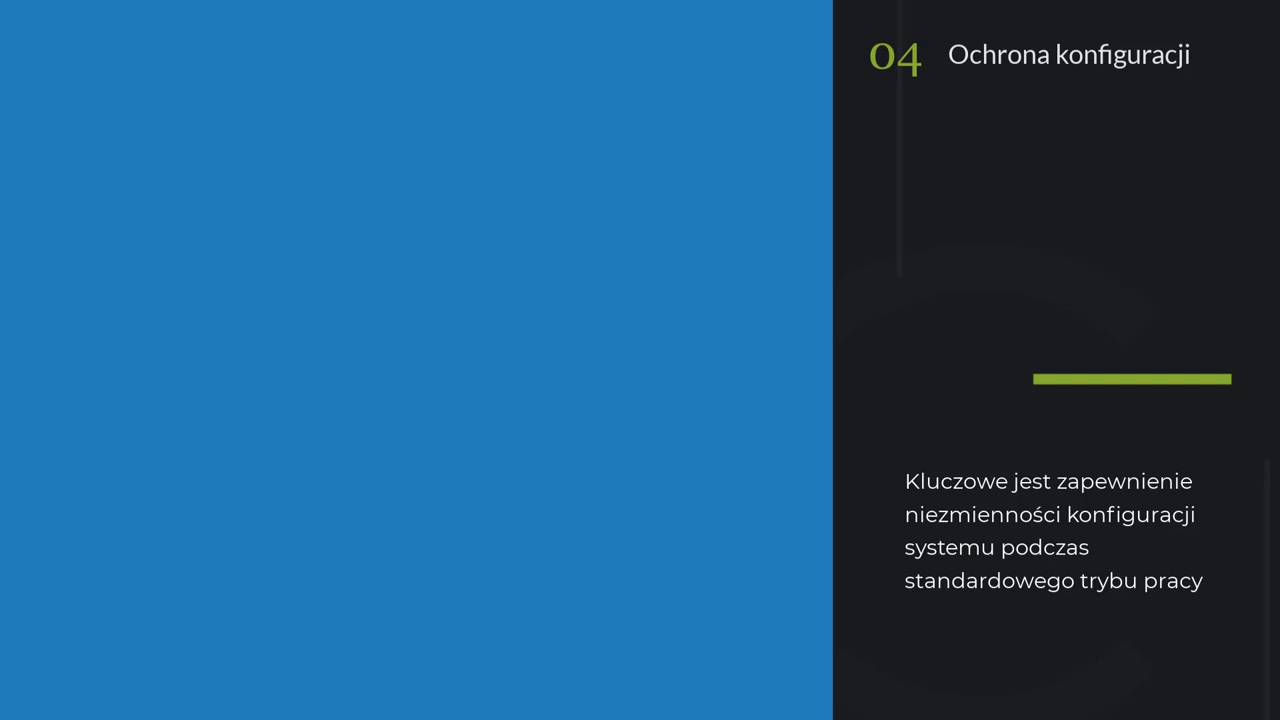 04 Ochrona konfiguracji
Kluczowe jest zapewnienie
niezmienności konfiguracji
systemu podczas
standardowego trybu pracy